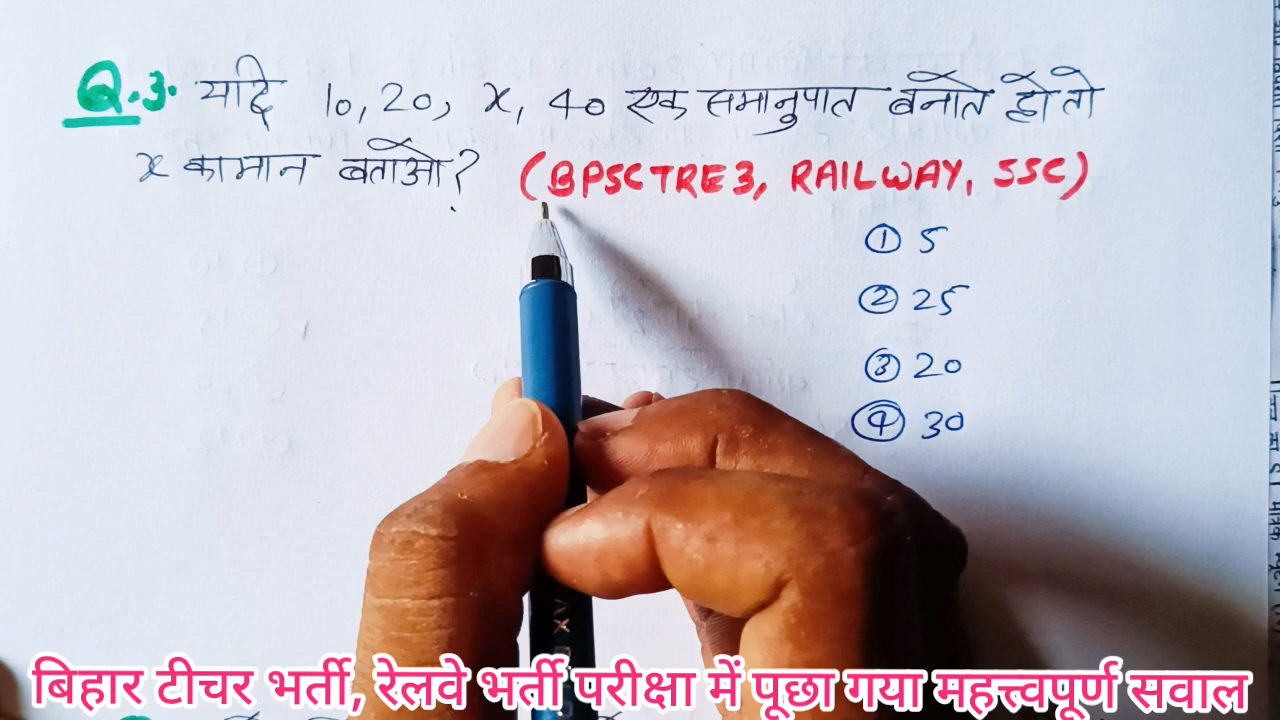 Q.3. यदि 10, 20, x, 40 एक समानुपात बनाते हो तो
x का मान बताओ? (BPSCTRE3, RAILWAY, SSC)
① 5
② 25
③ 20
④ 30
बिहार टीचर भर्ती, रेलवे भर्ती परीक्षा में पूछा गया महत्त्वपूर्ण सवाल